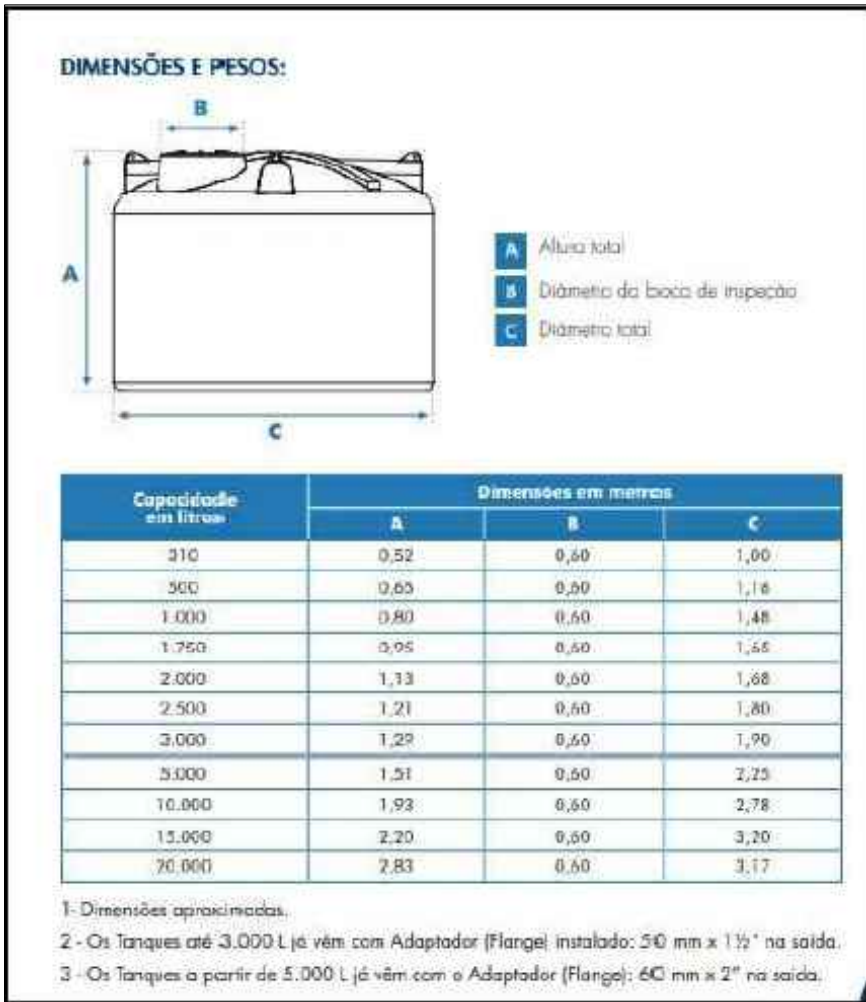 DIMENSÕES E PESOS:
B
A
C
A Altura total
B Diâmetro da boca de inspeção
C Diâmetro total
Capacidade em litros
Dimensões em metros
A B C
310 0,52 0,60 1,00
500 0,65 0,60 1,16
1.000 0,80 0,60 1,48
1.750 0,95 0,60
2.000 1,13 0,60 1,68
2.500 1,21 0,60 1,80
3.000 1,29 0,60 1,90
5.000 1,51 0,60 2,25
10.000 1,93 0,60 2,78
15.000 2,20 0,60 3,20
20.000 2,83 0,60 3,17
1- Dimensões aproximadas.
2 - Os Tanques até 3.000 L já vêm com Adaptador (Flange) instalado: 50 mm x 1½" na saída.
3 - Os Tanques a partir de 5.000 L já vêm com o Adaptador (Flange): 60 mm x 2" na saída.